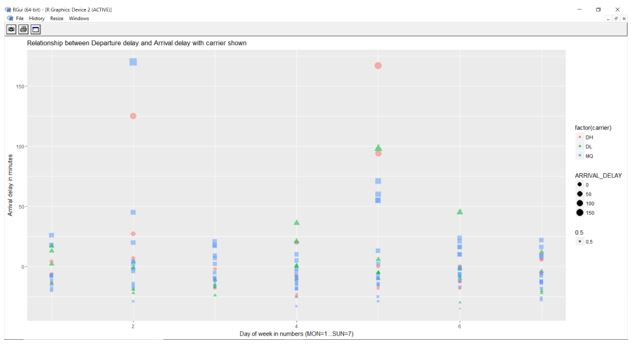 RGui (64-bit) - [R Graphics: Device 2 (ACTIVE)]
File History Resize Windows
Relationship between Departure delay and Arrival delay with carrier shown
Arrival delay in minutes
150
100
50
0
2 4 6
Day of week in numbers (MON=1...SUN=7)
factor(carrier)
DH
DL
MQ
ARRIVAL_DELAY
0
50
100
150
0.5
0.5